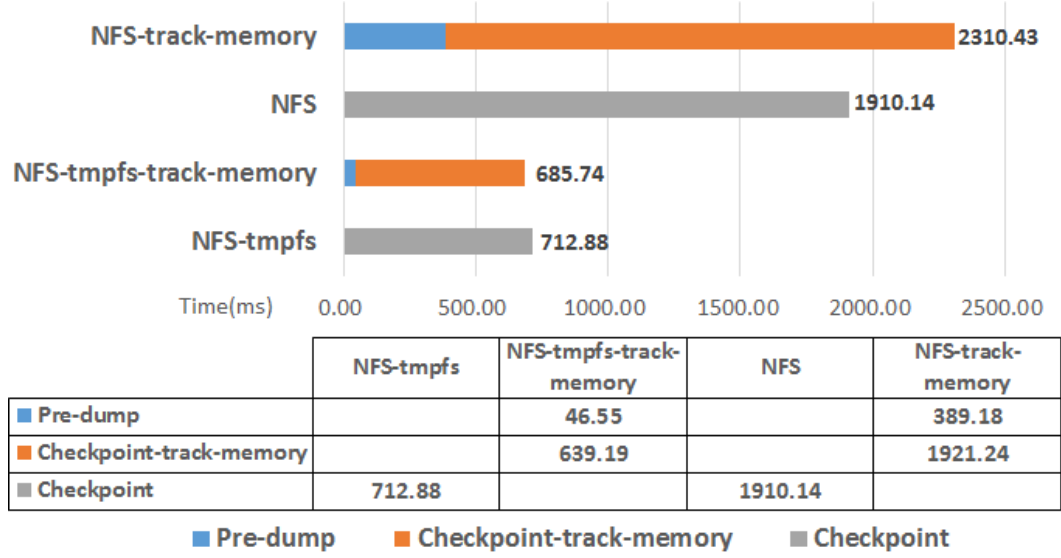 NFS-track-memory 2310.43
NFS 1910.14
NFS-tmpfs-track-memory 685.74
NFS-tmpfs 712.88
Time(ms) 0.00 500.00 1000.00 1500.00 2000.00 2500.00
NFS-tmpfs NFS-tmpfs-track-memory NFS NFS-track-memory
Pre-dump 46.55 389.18
Checkpoint-track-memory 639.19 1921.24
Checkpoint 712.88 1910.14
Pre-dump Checkpoint-track-memory Checkpoint